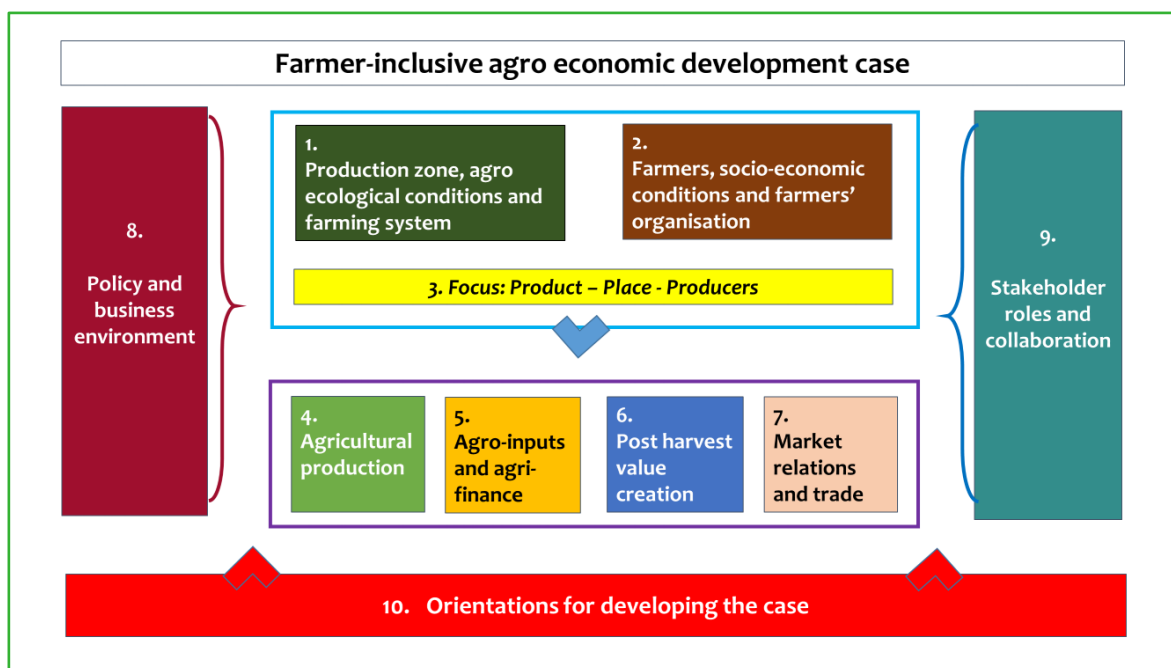 Farmer-inclusive agro economic development case
8.
Policy and
business
environment
1.
Production zone, agro
ecological conditions and
farming system
2.
Farmers, socio-economic
conditions and farmers’
organisation
3. Focus: Product – Place - Producers
4.
Agricultural
production
5.
Agro-inputs
and agri-
finance
6.
Post harvest
value
creation
7.
Market
relations
and trade
9.
Stakeholder
roles and
collaboration
10. Orientations for developing the case